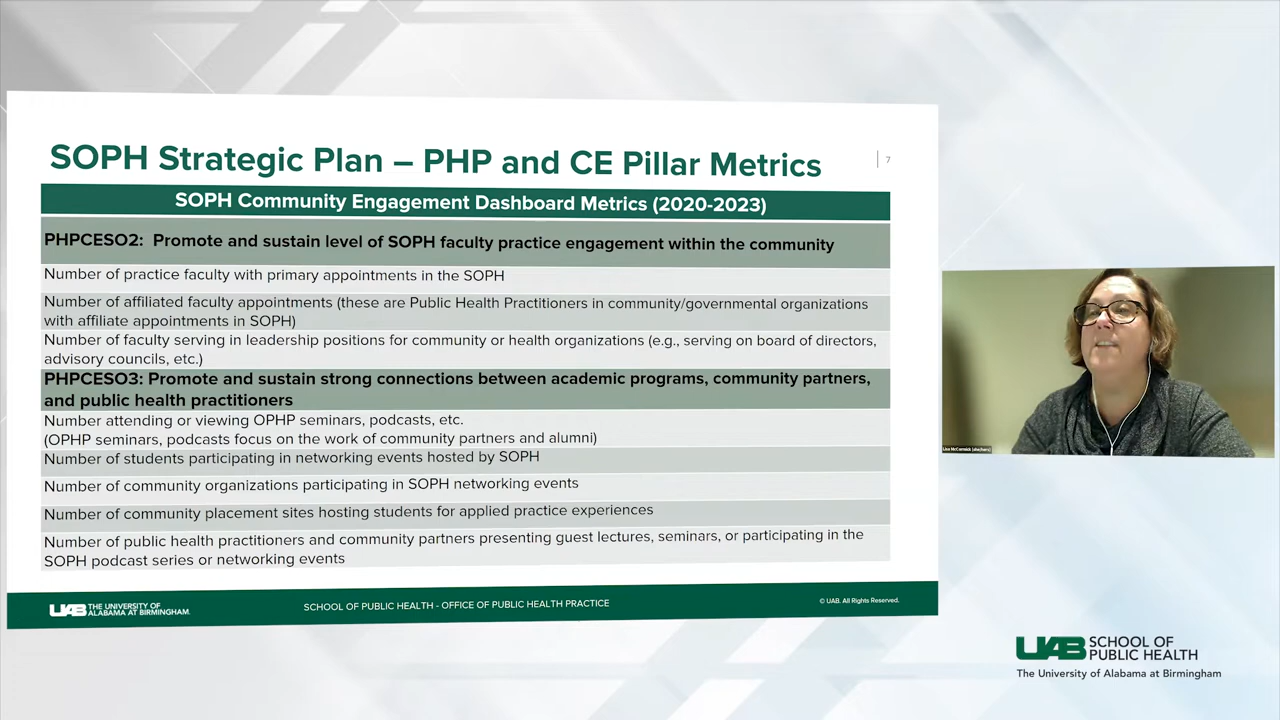 SOPH Strategic Plan – PHP and CE Pillar Metrics
7
SOPH Community Engagement Dashboard Metrics (2020-2023)
PHPCESO2: Promote and sustain level of SOPH faculty practice engagement within the community
Number of practice faculty with primary appointments in the SOPH
Number of affiliated faculty appointments (these are Public Health Practitioners in community/governmental organizations
with affiliate appointments in SOPH)
Number of faculty serving in leadership positions for community or health organizations (e.g., serving on board of directors,
advisory councils, etc.)
PHPCESO3: Promote and sustain strong connections between academic programs, community partners,
and public health practitioners
Number attending or viewing OPHP seminars, podcasts, etc.
(OPHP seminars, podcasts focus on the work of community partners and alumni)
Number of students participating in networking events hosted by SOPH
Number of community organizations participating in SOPH networking events
Number of community placement sites hosting students for applied practice experiences
Number of public health practitioners and community partners presenting guest lectures, seminars, or participating in the
SOPH podcast series or networking events
UAB THE UNIVERSITY OF
ALABAMA AT BIRMINGHAM.
SCHOOL OF PUBLIC HEALTH - OFFICE OF PUBLIC HEALTH PRACTICE
© UAB. All Rights Reserved.
Lisa McCormick
UAB SCHOOL OF
PUBLIC HEALTH
The University of Alabama at Birmingham